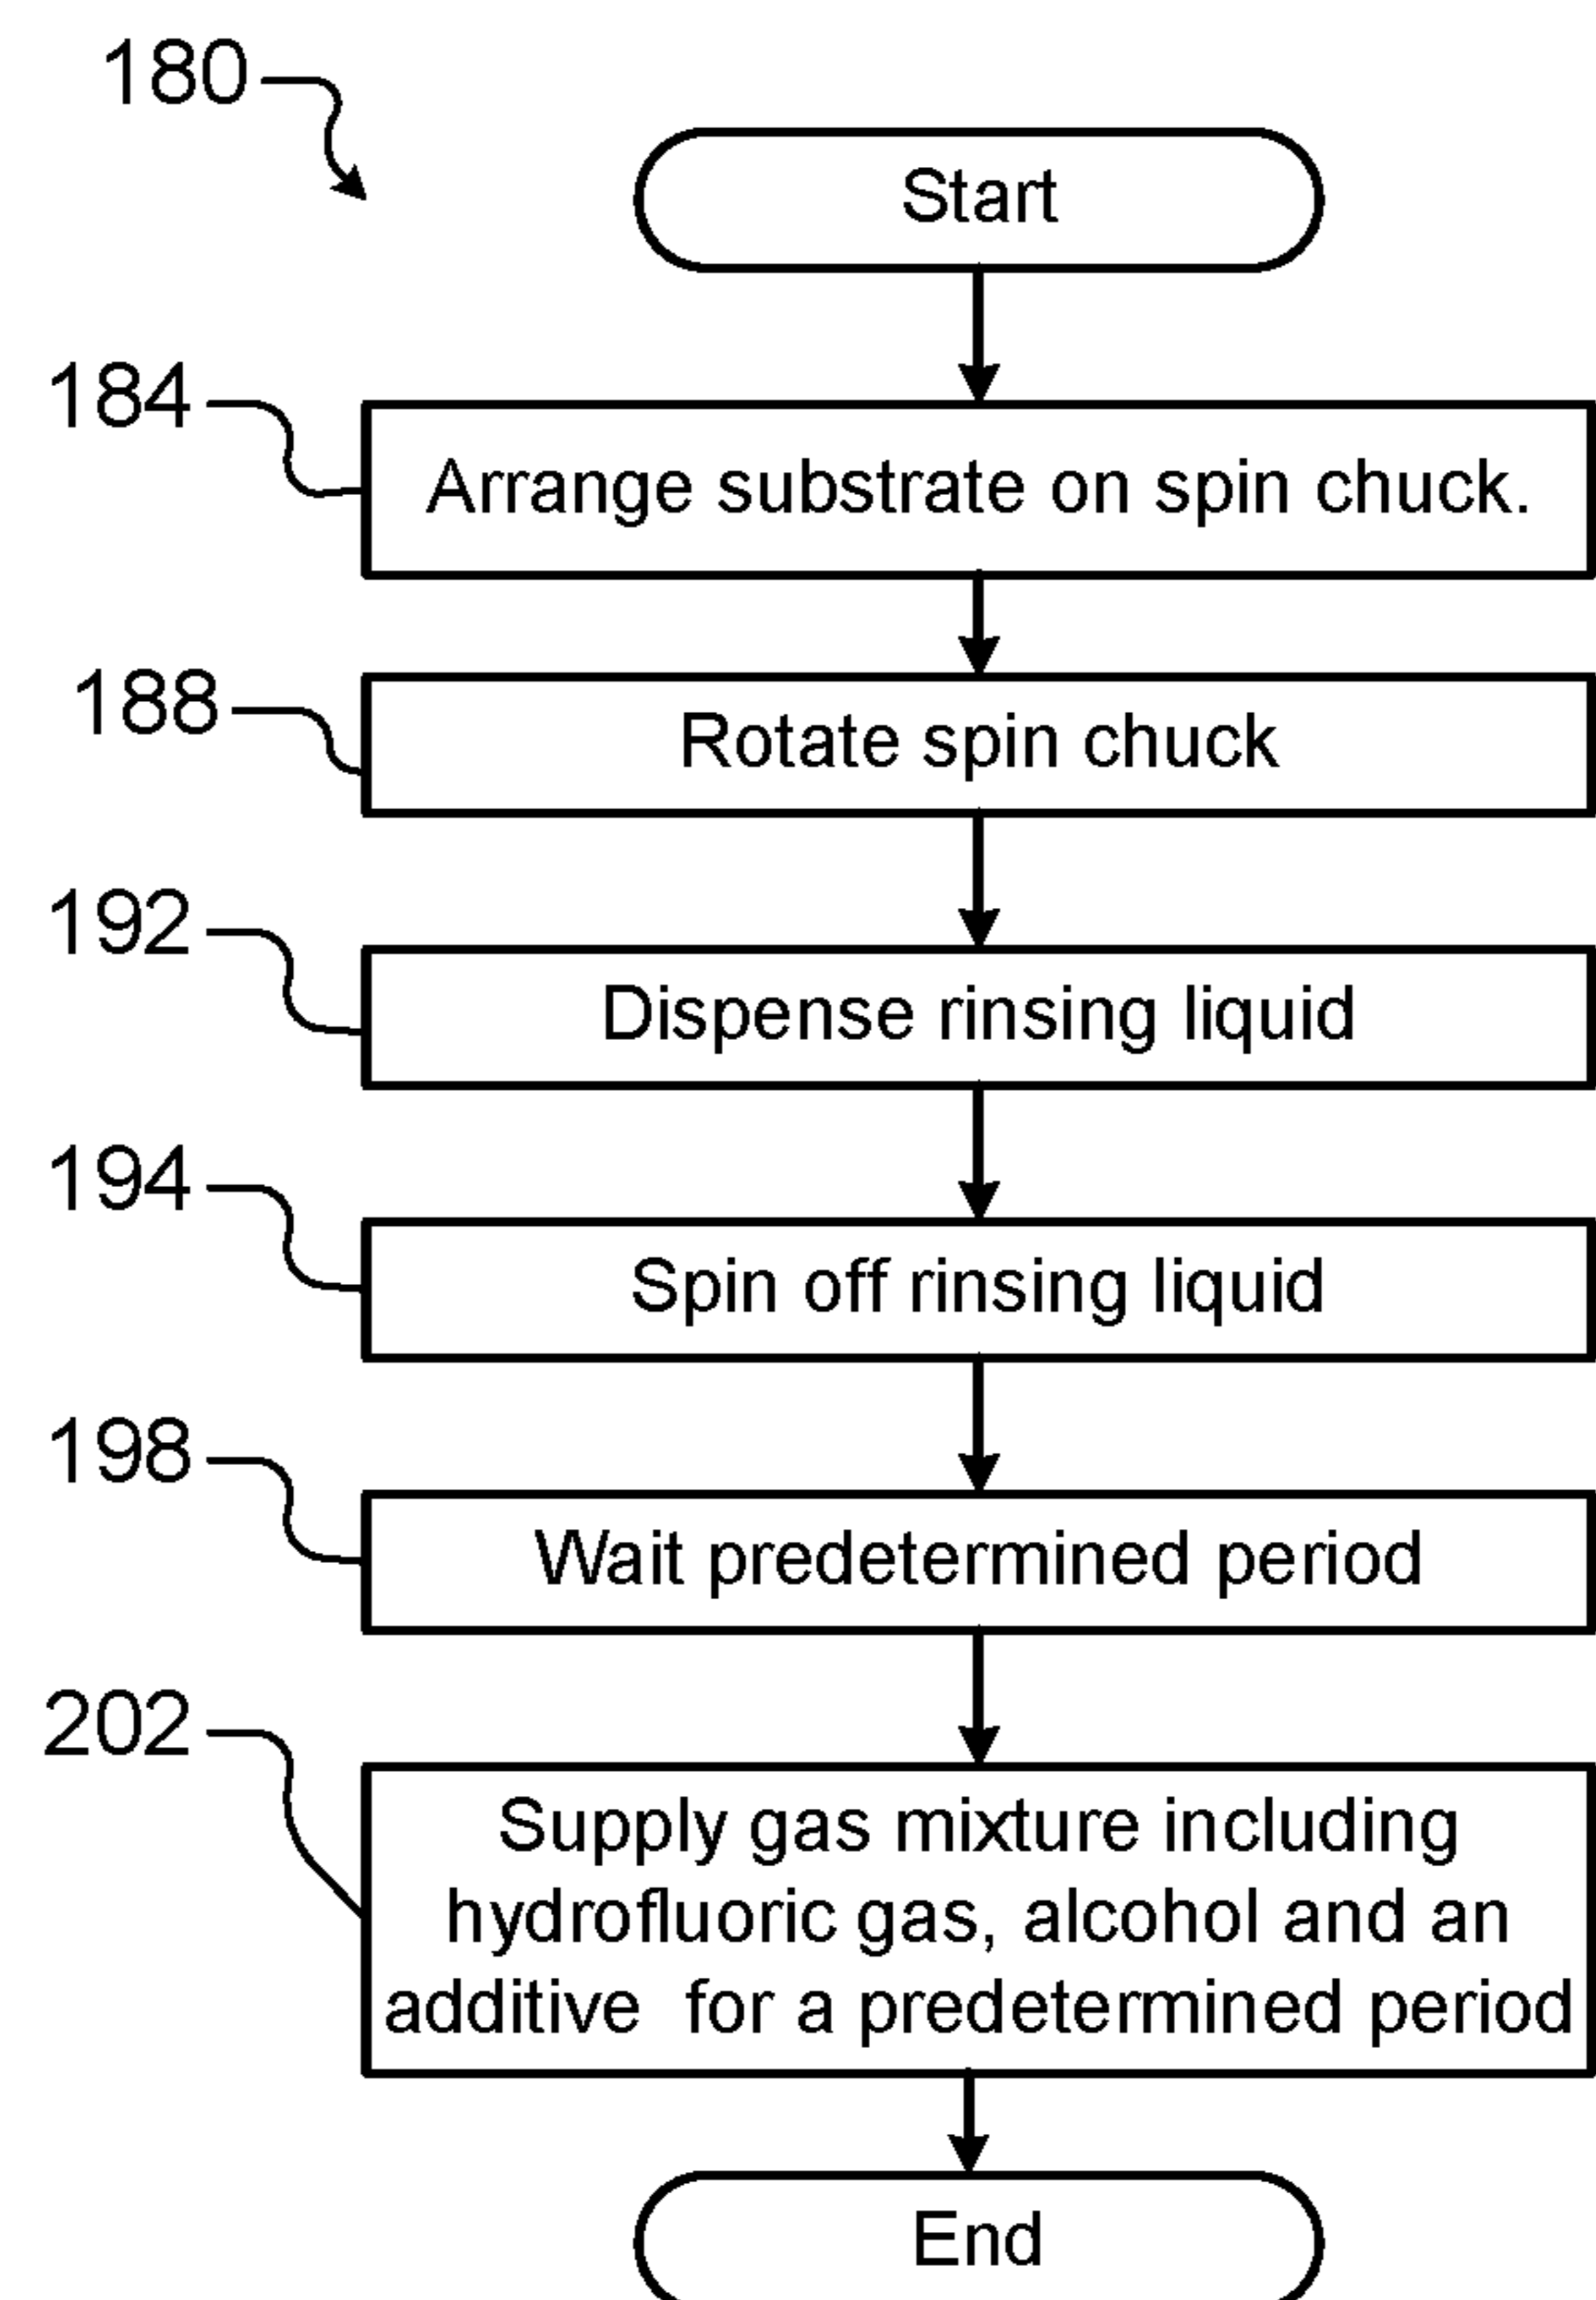 180
Start
184
Arrange substrate on spin chuck.
188
Rotate spin chuck
192
Dispense rinsing liquid
194
Spin off rinsing liquid
198
Wait predetermined period
202
Supply gas mixture including
hydrofluoric gas, alcohol and an
additive  for a predetermined period
End